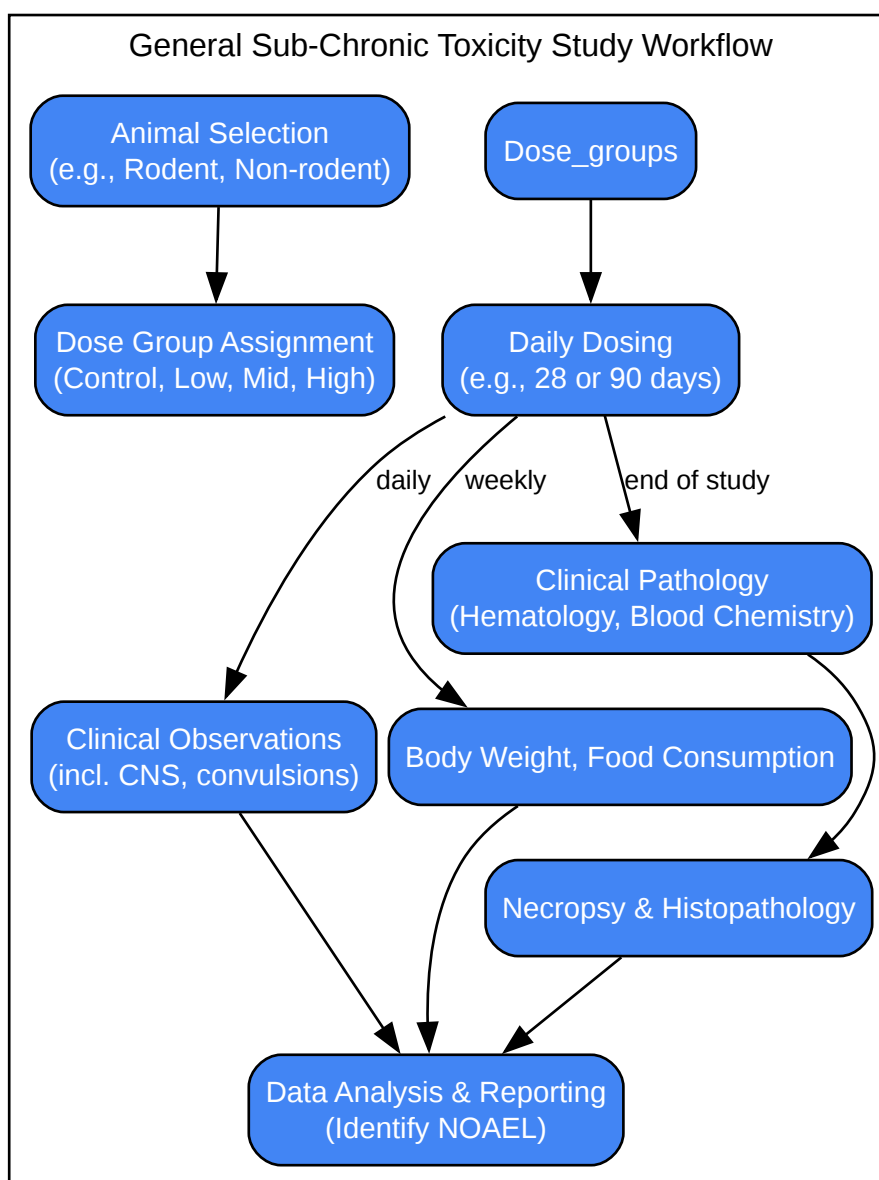 General Sub-Chronic Toxicity Study Workflow
Animal Selection
(e.g., Rodent, Non-rodent)
Dose_groups
Dose Group Assignment
(Control, Low, Mid, High)
Daily Dosing
(e.g., 28 or 90 days)
daily
weekly
end of study
Clinical Pathology
(Hematology, Blood Chemistry)
Clinical Observations
(incl. CNS, convulsions)
Body Weight, Food Consumption
Necropsy & Histopathology
Data Analysis & Reporting
(Identify NOAEL)